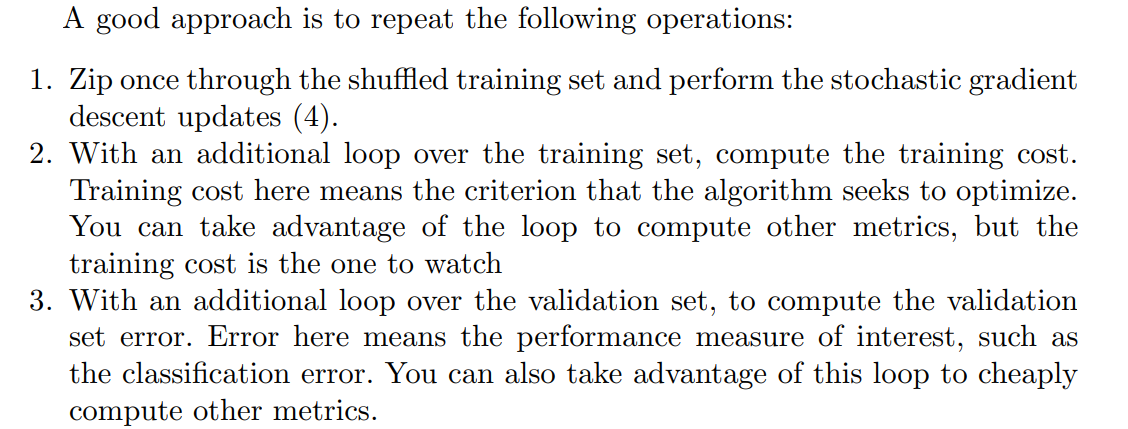 A good approach is to repeat the following operations:
1. Zip once through the shuffled training set and perform the stochastic gradient
descent updates (4).
2. With an additional loop over the training set, compute the training cost.
Training cost here means the criterion that the algorithm seeks to optimize.
You can take advantage of the loop to compute other metrics, but the
training cost is the one to watch
3. With an additional loop over the validation set, to compute the validation
set error. Error here means the performance measure of interest, such as
the classification error. You can also take advantage of this loop to cheaply
compute other metrics.